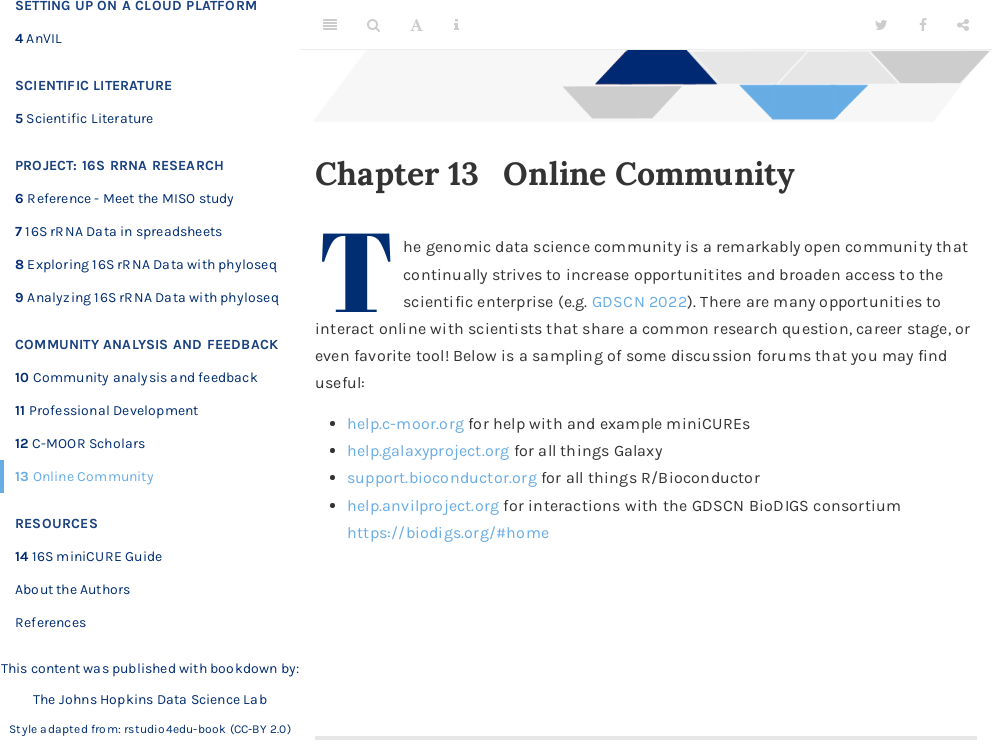 SETTING UP ON A CLOUD PLATFORM
4 AnVIL
SCIENTIFIC LITERATURE
5 Scientific Literature
PROJECT: 16S RRNA RESEARCH
6 Reference - Meet the MISO study
7 16S rRNA Data in spreadsheets
8 Exploring 16S rRNA Data with phyloseq
9 Analyzing 16S rRNA Data with phyloseq
COMMUNITY ANALYSIS AND FEEDBACK
10 Community analysis and feedback
11 Professional Development
12 C-MOOR Scholars
13 Online Community
RESOURCES
14 16S miniCURE Guide
About the Authors
References
This content was published with bookdown by:
The Johns Hopkins Data Science Lab
Style adapted from: rstudio4edu-book (CC-BY 2.0)
Chapter 13 Online Community
The genomic data science community is a remarkably open community that
continually strives to increase opportunitites and broaden access to the
scientific enterprise (e.g. GDSCN 2022). There are many opportunities to
interact online with scientists that share a common research question, career stage, or
even favorite tool! Below is a sampling of some discussion forums that you may find
useful:
• help.c-moor.org for help with and example miniCUREs
• help.galaxyproject.org for all things Galaxy
• support.bioconductor.org for all things R/Bioconductor
• help.anvilproject.org for interactions with the GDSCN BioDIGS consortium
https://biodigs.org/#home